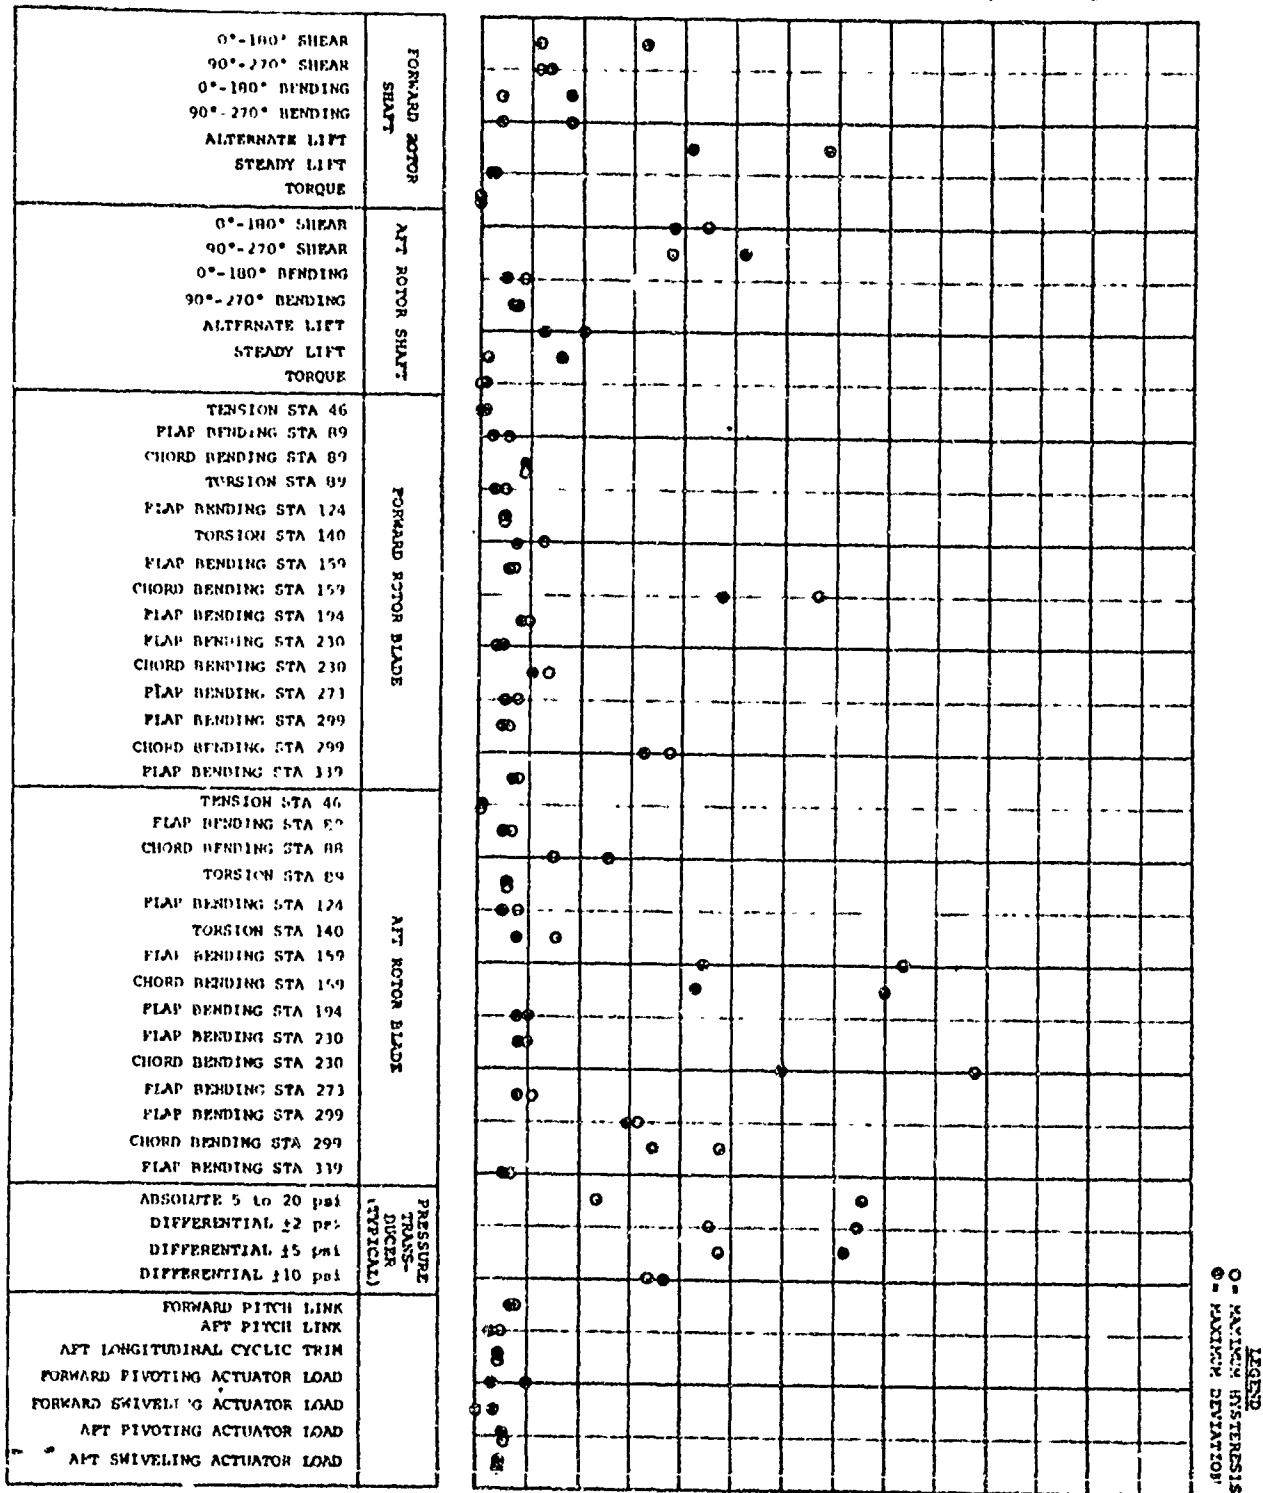 FORWARD ROTOR SHAFT
0°-180° SHEAR
90°-270° SHEAR
0°-180° BENDING
90°-270° BENDING
ALTERNATE LIFT
STEADY LIFT
TORQUE
AFT ROTOR SHAFT
0°-180° SHEAR
90°-270° SHEAR
0°-180° BENDING
90°-270° BENDING
ALTERNATE LIFT
STEADY LIFT
TORQUE
FORWARD ROTOR BLADE
TENSION STA 46
FLAP BENDING STA 89
CHORD BENDING STA 89
TORSION STA 89
FLAP BENDING STA 124
TORSION STA 140
FLAP BENDING STA 159
CHORD BENDING STA 159
FLAP BENDING STA 194
FLAP BENDING STA 230
CHORD BENDING STA 230
FLAP BENDING STA 273
FLAP BENDING STA 299
CHORD BENDING STA 299
FLAP BENDING STA 339
AFT ROTOR BLADE
TENSION STA 46
FLAP BENDING STA
CHORD BENDING STA 88
TORSION STA 89
FLAP BENDING STA 124
TORSION STA 140
FLAP BENDING STA 159
CHORD BENDING STA 159
FLAP BENDING STA 194
FLAP BENDING STA 230
CHORD BENDING STA 230
FLAP BENDING STA 273
FLAP BENDING STA 299
CHORD BENDING STA 299
FLAP BENDING STA 339
PRESSURE TRANS-
DUCER
(TYPICAL)
ABSOLUTE 5 to 20 psi
DIFFERENTIAL ±2 psi
DIFFERENTIAL ±5 psi
DIFFERENTIAL ±10 psi
FORWARD PITCH LINK
AFT PITCH LINK
AFT LONGITUDINAL CYCLIC TRIM
FORWARD PIVOTING ACTUATOR LOAD
FORWARD SWIVELING ACTUATOR LOAD
AFT PIVOTING ACTUATOR LOAD
AFT SWIVELING ACTUATOR LOAD
LEGEND
O = MAXIMUM HYSTERESIS
● = MAXIMUM DEVIATION